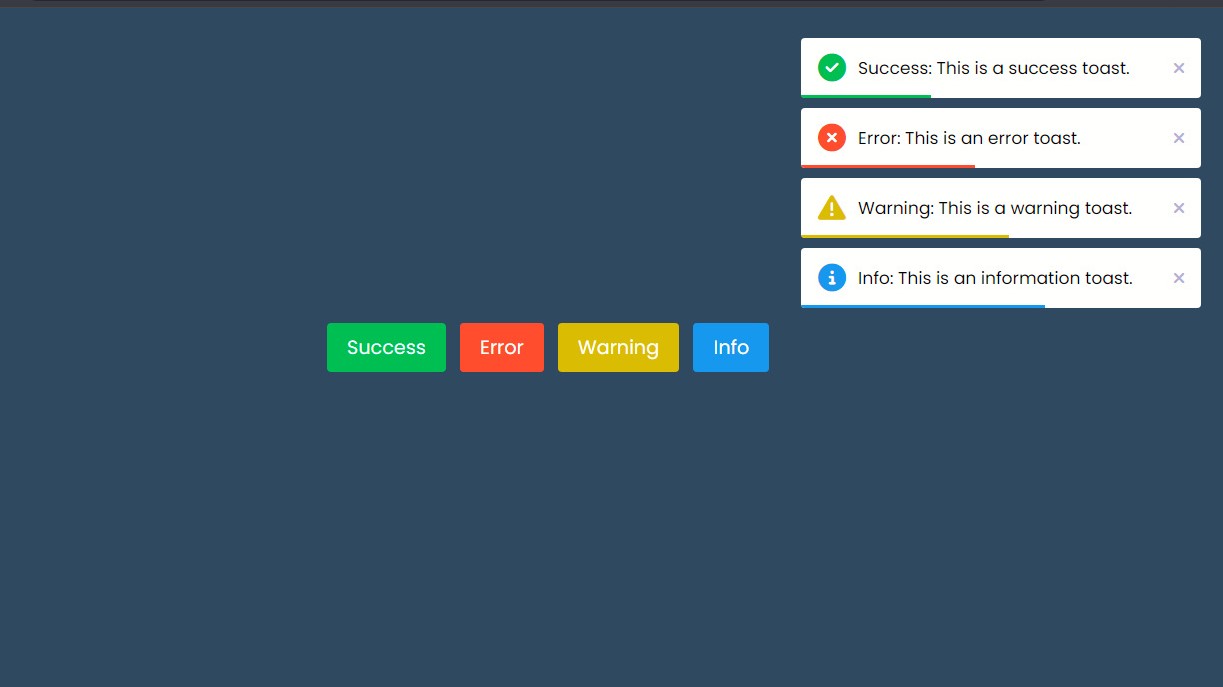 Success: This is a success toast.
Error: This is an error toast.
Warning: This is a warning toast.
Info: This is an information toast.
Success Error Warning Info